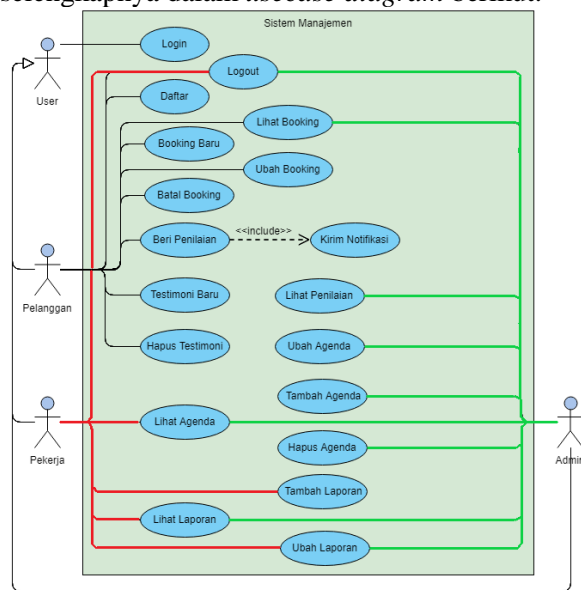 selengkapnya dalam usecase diagram berikut.
Sistem Manajemen
Login
User
Logout
Daftar
Lihat Booking
Booking Baru
Ubah Booking
Batal Booking
Beri Penilaian
<<include>>
Kirim Notifikasi
Pelanggan
Testimoni Baru
Lihat Penilaian
Hapus Testimoni
Ubah Agenda
Tambah Agenda
Pekerja
Lihat Agenda
Admin
Hapus Agenda
Tambah Laporan
Lihat Laporan
Ubah Laporan